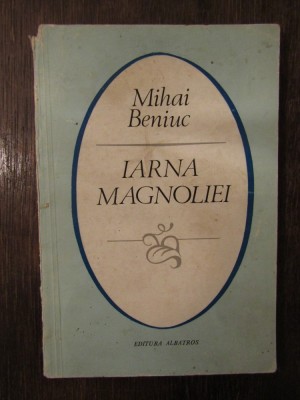 Mihai
Beniuc
IARNA
MAGNOLIEI
EDITURA ALBATROS